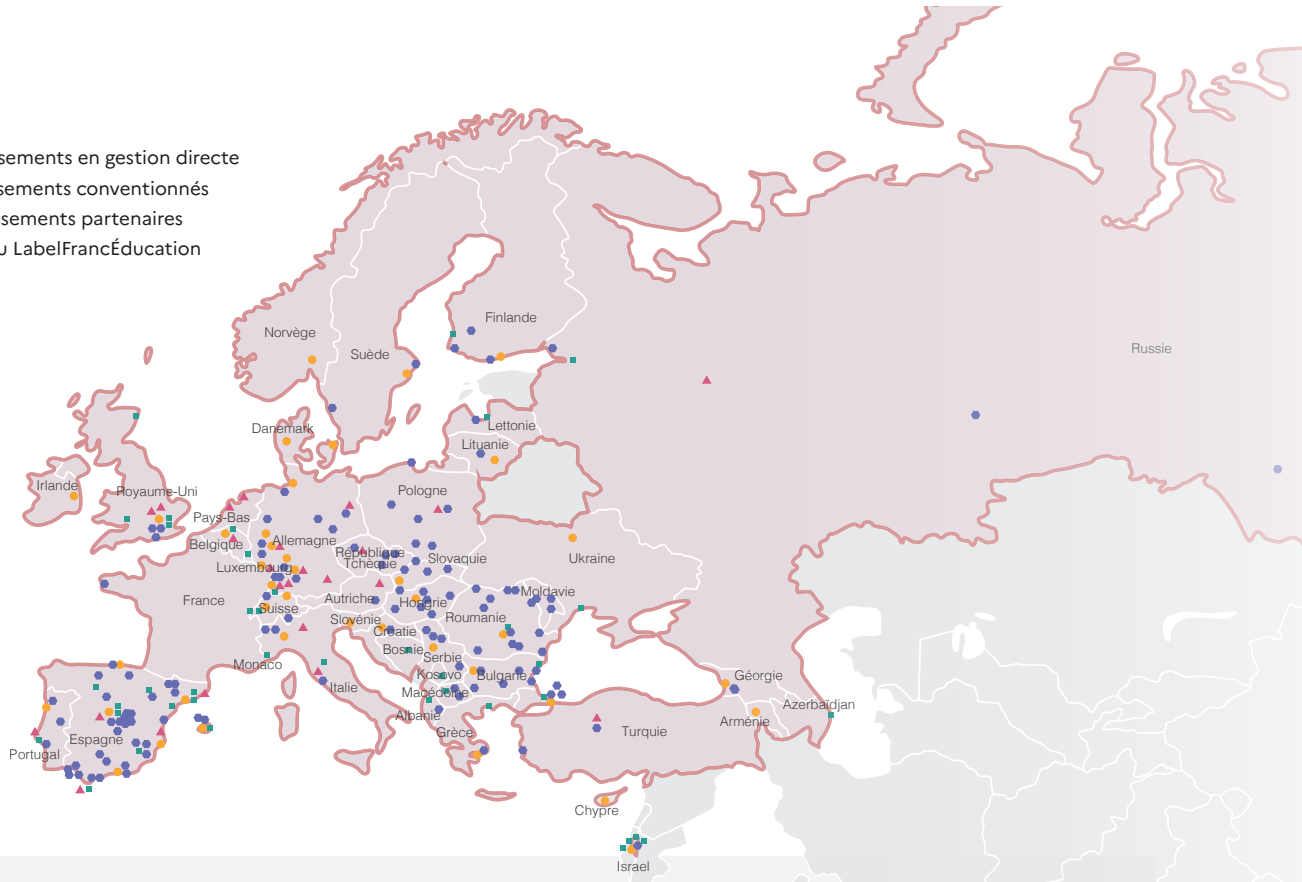 sements en gestion directe
sements conventionnés
sements partenaires
u LabelFrancÉducation
Finlande
Norvège
Suède
Russie
Danemark
Lettonie
Lituanie
Irlande
Royaume-Uni
Pologne
Pays-Bas
Belgique
Allemagne
République
Tchèque
Slovaquie
Ukraine
Luxembourg
France
Autriche
Hongrie
Moldavie
Suisse
Slovénie
Roumanie
Croatie
Bosnie
Serbie
Monaco
Kosovo
Bulgarie
Géorgie
Italie
Macédoine
Azerbaïdjan
Albanie
Arménie
Grèce
Turquie
Espagne
Portugal
Chypre
Israel